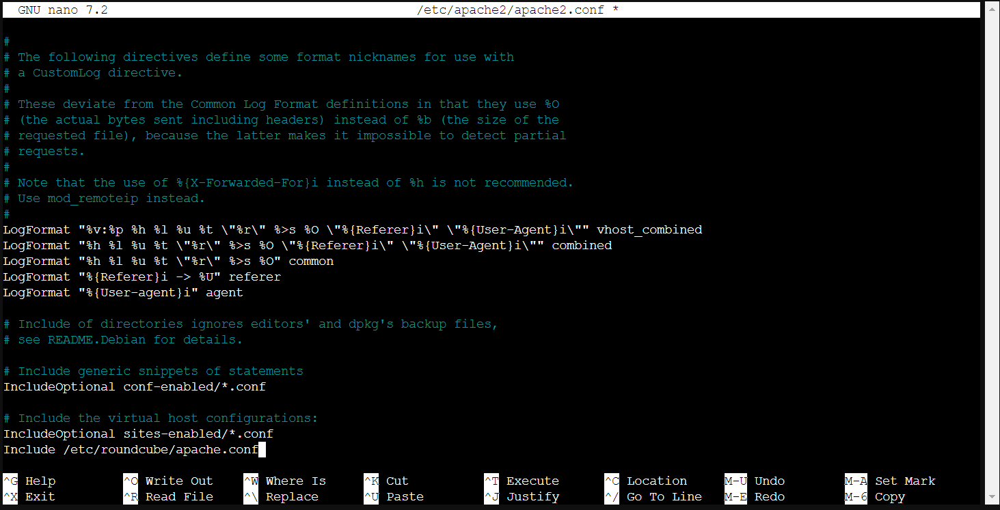 GNU nano 7.2 /etc/apache2/apache2.conf *
#
# The following directives define some format nicknames for use with
# a CustomLog directive.
#
# These deviate from the Common Log Format definitions in that they use %O
# (the actual bytes sent including headers) instead of %b (the size of the
# requested file), because the latter makes it impossible to detect partial
# requests.
#
# Note that the use of %{X-Forwarded-For}i instead of %h is not recommended.
# Use mod_remoteip instead.
#
LogFormat "%v:%p %h %l %u %t \"%r\" %>s %O \"%{Referer}i\" \"%{User-Agent}i\"" vhost_combined
LogFormat "%h %l %u %t \"%r\" %>s %O \"%{Referer}i\" \"%{User-Agent}i\"" combined
LogFormat "%h %l %u %t \"%r\" %>s %O" common
LogFormat "%{Referer}i -> %U" referer
LogFormat "%{User-agent}i" agent
# Include of directories ignores editors' and dpkg's backup files,
# see README.Debian for details.
# Include generic snippets of statements
IncludeOptional conf-enabled/*.conf
# Include the virtual host configurations:
IncludeOptional sites-enabled/*.conf
Include /etc/roundcube/apache.conf
^G Help ^O Write Out ^W Where Is ^K Cut ^T Execute ^C Location M-U Undo M-A Set Mark
^X Exit ^R Read File ^\ Replace ^U Paste ^J Justify ^/ Go To Line M-E Redo M-6 Copy